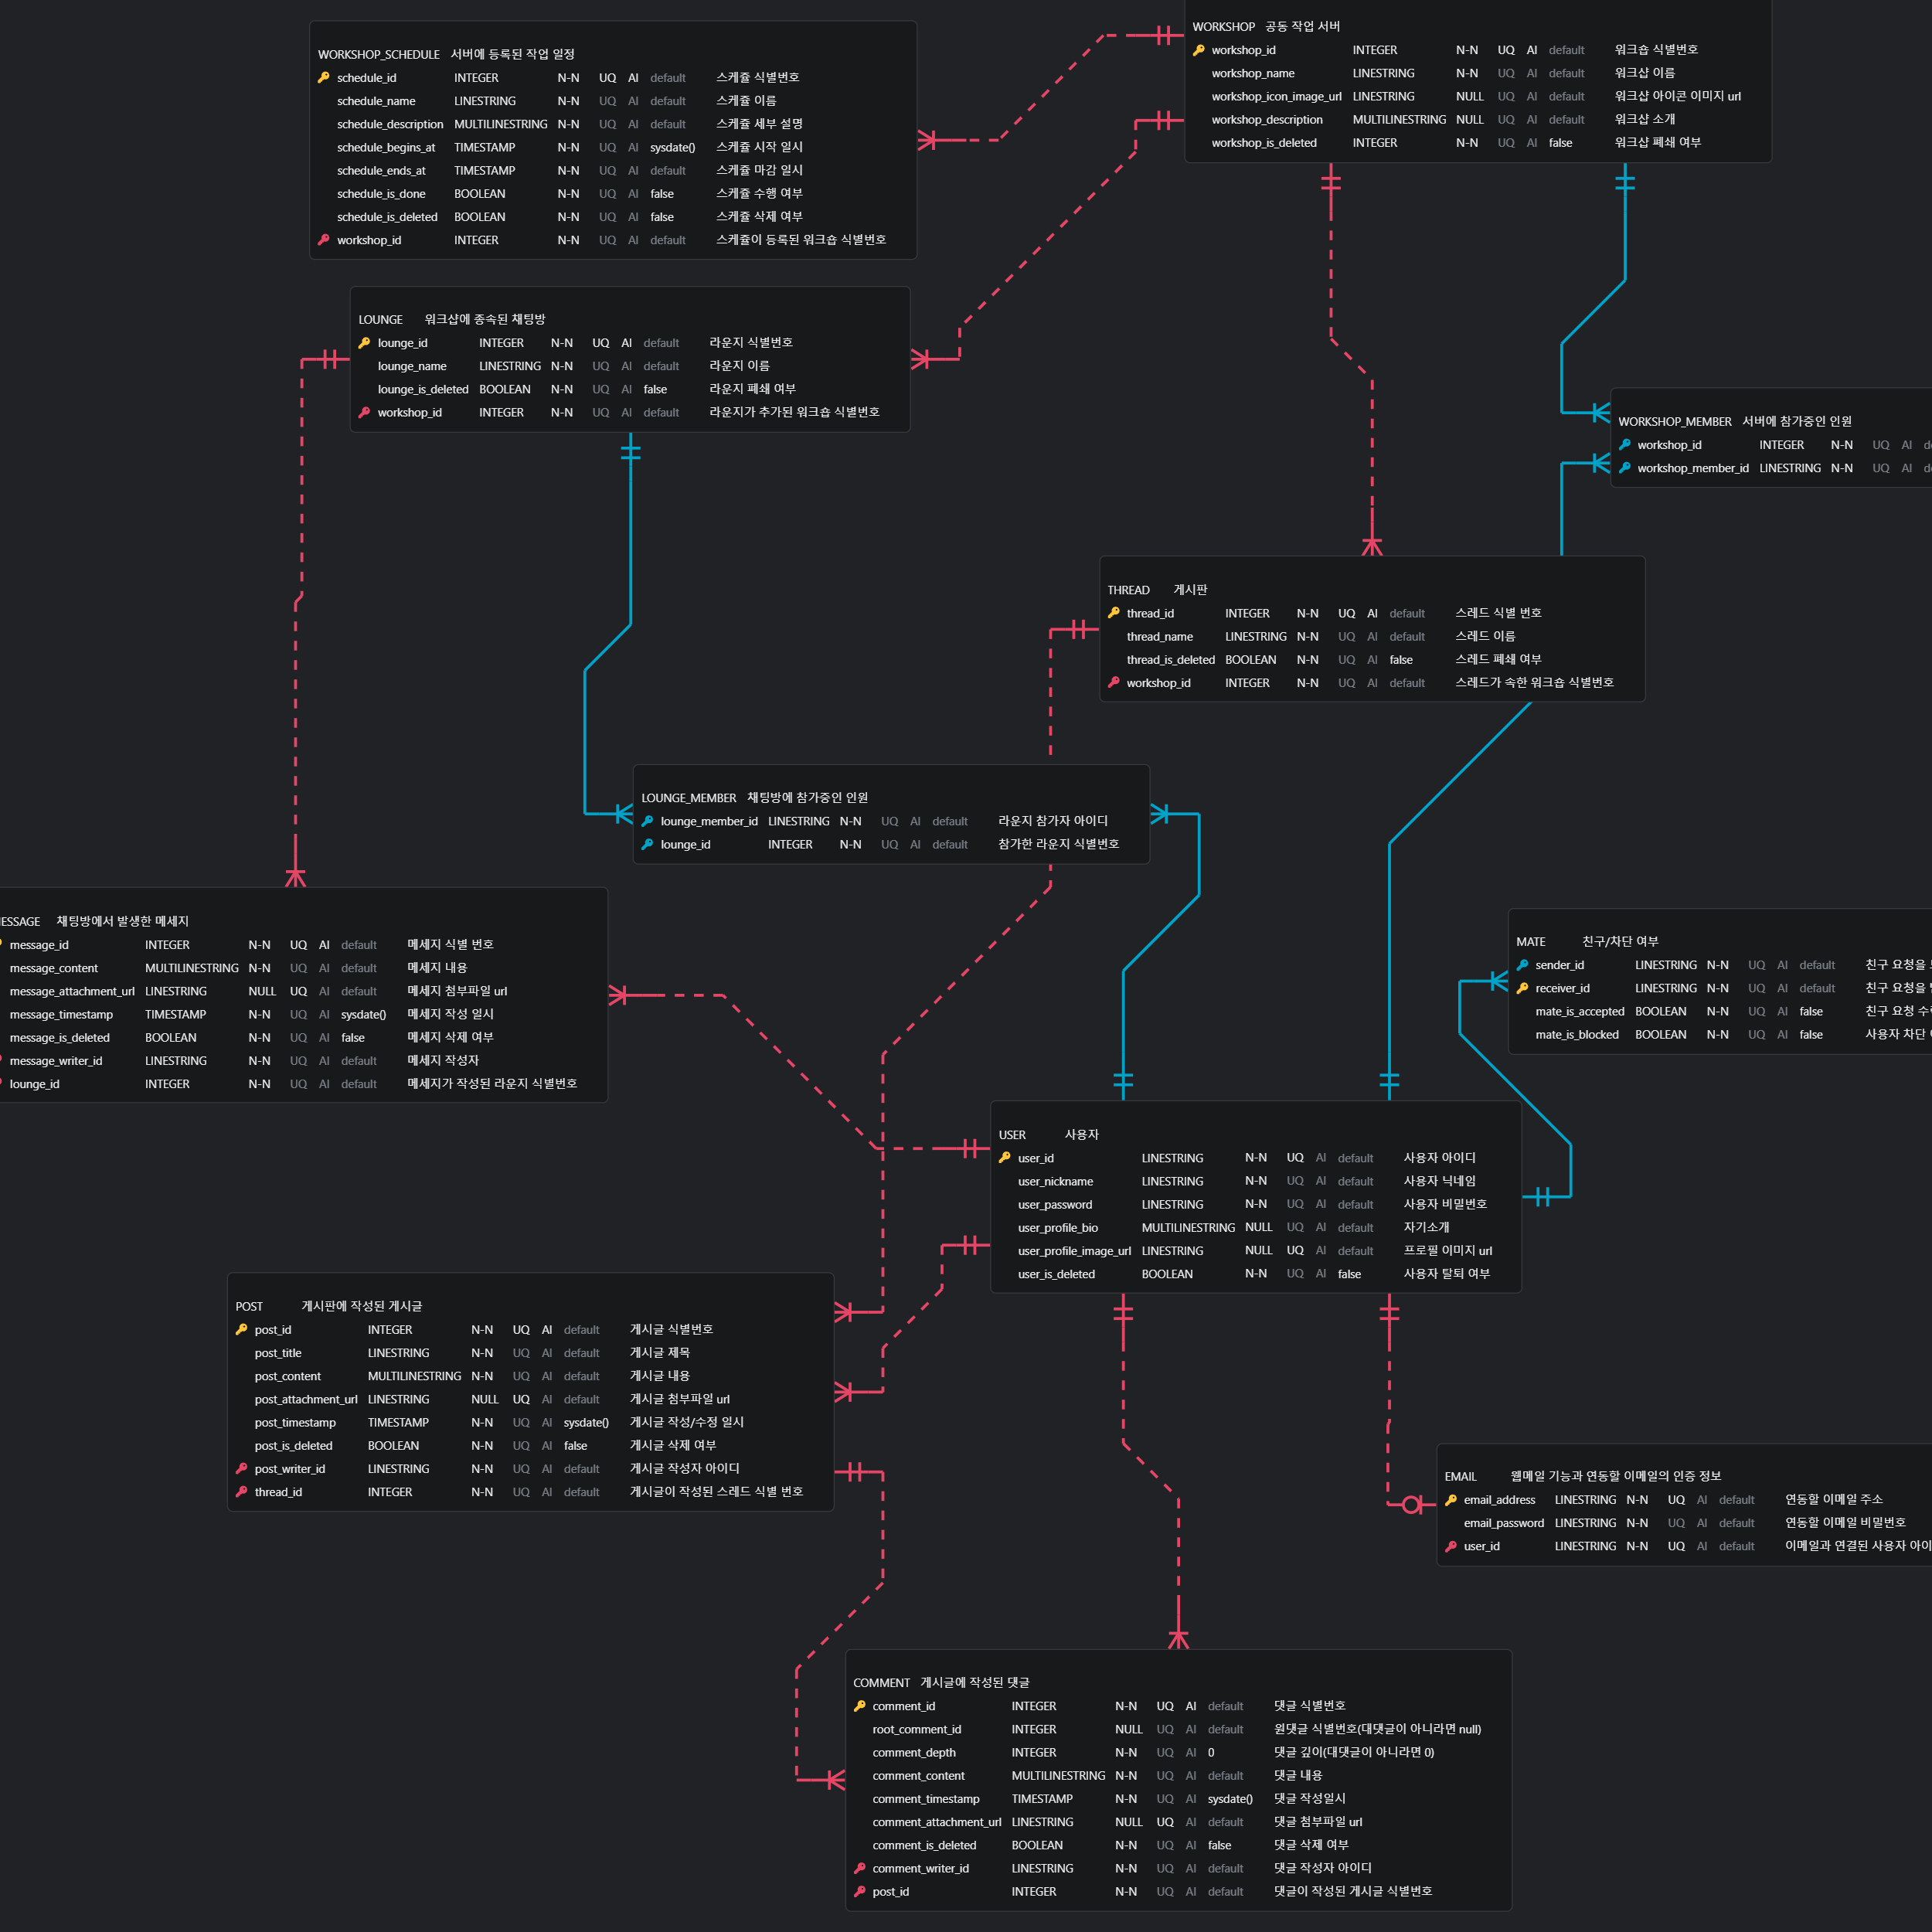 WORKSHOP_SCHEDULE 서버에 등록된 작업 일정
schedule_id INTEGER N-N UQ AI default 스케쥴 식별번호
schedule_name LINESTRING N-N UQ AI default 스케쥴 이름
schedule_description MULTILINESTRING N-N UQ AI default 스케쥴 세부 설명
schedule_begins_at TIMESTAMP N-N UQ AI sysdate() 스케쥴 시작 일시
schedule_ends_at TIMESTAMP N-N UQ AI default 스케쥴 마감 일시
schedule_is_done BOOLEAN N-N UQ AI false 스케쥴 수행 여부
schedule_is_deleted BOOLEAN N-N UQ AI false 스케쥴 삭제 여부
workshop_id INTEGER N-N UQ AI default 스케쥴이 등록된 워크숍 식별번호
WORKSHOP 공동 작업 서버
workshop_id INTEGER N-N UQ AI default 워크숍 식별번호
workshop_name LINESTRING N-N UQ AI default 워크샵 이름
workshop_icon_image_url LINESTRING NULL UQ AI default 워크샵 아이콘 이미지 url
workshop_description MULTILINESTRING NULL UQ AI default 워크샵 소개
workshop_is_deleted INTEGER N-N UQ AI false 워크샵 폐쇄 여부
LOUNGE 워크샵에 종속된 채팅방
lounge_id INTEGER N-N UQ AI default 라운지 식별번호
lounge_name LINESTRING N-N UQ AI default 라운지 이름
lounge_is_deleted BOOLEAN N-N UQ AI false 라운지 폐쇄 여부
workshop_id INTEGER N-N UQ AI default 라운지가 추가된 워크숍 식별번호
WORKSHOP_MEMBER 서버에 참가중인 인원
workshop_id INTEGER N-N UQ AI
workshop_member_id LINESTRING N-N UQ AI
THREAD 게시판
thread_id INTEGER N-N UQ AI default 스레드 식별 번호
thread_name LINESTRING N-N UQ AI default 스레드 이름
thread_is_deleted BOOLEAN N-N UQ AI false 스레드 폐쇄 여부
workshop_id INTEGER N-N UQ AI default 스레드가 속한 워크숍 식별번호
LOUNGE_MEMBER 채팅방에 참가중인 인원
lounge_member_id LINESTRING N-N UQ AI default 라운지 참가자 아이디
lounge_id INTEGER N-N UQ AI default 참가한 라운지 식별번호
ESSAGE 채팅방에서 발생한 메세지
message_id INTEGER N-N UQ AI default 메세지 식별 번호
message_content MULTILINESTRING N-N UQ AI default 메세지 내용
message_attachment_url LINESTRING NULL UQ AI default 메세지 첨부파일 url
message_timestamp TIMESTAMP N-N UQ AI sysdate() 메세지 작성 일시
message_is_deleted BOOLEAN N-N UQ AI false 메세지 삭제 여부
message_writer_id LINESTRING N-N UQ AI default 메세지 작성자
lounge_id INTEGER N-N UQ AI default 메세지가 작성된 라운지 식별번호
MATE 친구/차단 여부
sender_id LINESTRING N-N UQ AI default 친구 요청을
receiver_id LINESTRING N-N UQ AI default 친구 요청을
mate_is_accepted BOOLEAN N-N UQ AI false 친구 요청
mate_is_blocked BOOLEAN N-N UQ AI false 사용자 차단
USER 사용자
user_id LINESTRING N-N UQ AI default 사용자 아이디
user_nickname LINESTRING N-N UQ AI default 사용자 닉네임
user_password LINESTRING N-N UQ AI default 사용자 비밀번호
user_profile_bio MULTILINESTRING NULL UQ AI default 자기소개
user_profile_image_url LINESTRING NULL UQ AI default 프로필 이미지 url
user_is_deleted BOOLEAN N-N UQ AI false 사용자 탈퇴 여부
POST 게시판에 작성된 게시글
post_id INTEGER N-N UQ AI default 게시글 식별번호
post_title LINESTRING N-N UQ AI default 게시글 제목
post_content MULTILINESTRING N-N UQ AI default 게시글 내용
post_attachment_url LINESTRING NULL UQ AI default 게시글 첨부파일 url
post_timestamp TIMESTAMP N-N UQ AI sysdate() 게시글 작성/수정 일시
post_is_deleted BOOLEAN N-N UQ AI false 게시글 삭제 여부
post_writer_id LINESTRING N-N UQ AI default 게시글 작성자 아이디
thread_id INTEGER N-N UQ AI default 게시글이 작성된 스레드 식별 번호
EMAIL 웹메일 기능과 연동할 이메일의 인증 정보
email_address LINESTRING N-N UQ AI default 연동할 이메일 주소
email_password LINESTRING N-N UQ AI default 연동할 이메일 비밀번호
user_id LINESTRING N-N UQ AI default 이메일과 연결된 사용자 아이
COMMENT 게시글에 작성된 댓글
comment_id INTEGER N-N UQ AI default 댓글 식별번호
root_comment_id INTEGER NULL UQ AI default 원댓글 식별번호(대댓글이 아니라면 null)
comment_depth INTEGER N-N UQ AI 0 댓글 깊이(대댓글이 아니라면 0)
comment_content MULTILINESTRING N-N UQ AI default 댓글 내용
comment_timestamp TIMESTAMP N-N UQ AI sysdate() 댓글 작성일시
comment_attachment_url LINESTRING NULL UQ AI default 댓글 첨부파일 url
comment_is_deleted BOOLEAN N-N UQ AI false 댓글 삭제 여부
comment_writer_id LINESTRING N-N UQ AI default 댓글 작성자 아이디
post_id INTEGER N-N UQ AI default 댓글이 작성된 게시글 식별번호